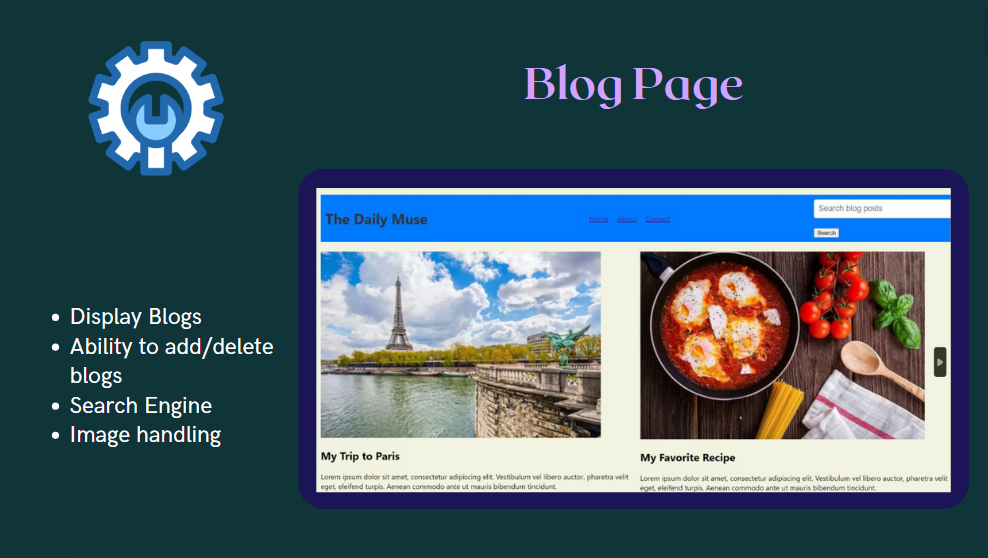 Blog Page
Display Blogs
Ability to add/delete
blogs
Search Engine
Image handling
The Daily Muse
Home About Contact
Search blog posts
Search
My Trip to Paris
Lorem ipsum dolor sit amet, consectetur adipiscing elit. Vestibulum vel libero auctor, pharetra velit
eget, eleifend turpis. Aenean commodo ante ut mauris bibendum tincidunt.
My Favorite Recipe
Lorem ipsum dolor sit amet, consectetur adipiscing elit. Vestibulum vel libero auctor, pharetra velit
eget, eleifend turpis. Aenean commodo ante ut mauris bibendum tincidunt.